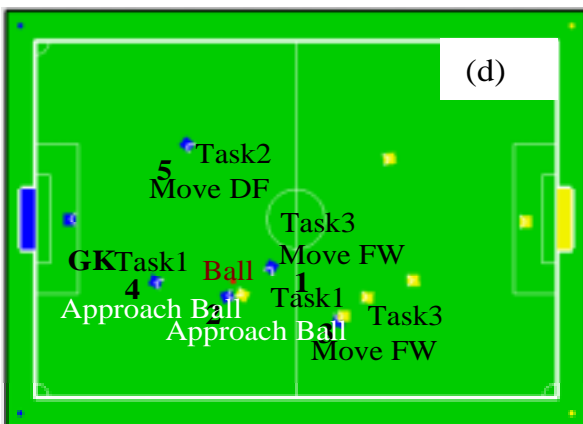 (d)
Task2
5
Move DF
Task3
Move FW
GK
Task1
Ball
4
1
Approach Ball
Task1
2
Approach Ball
Task3
3
Move FW